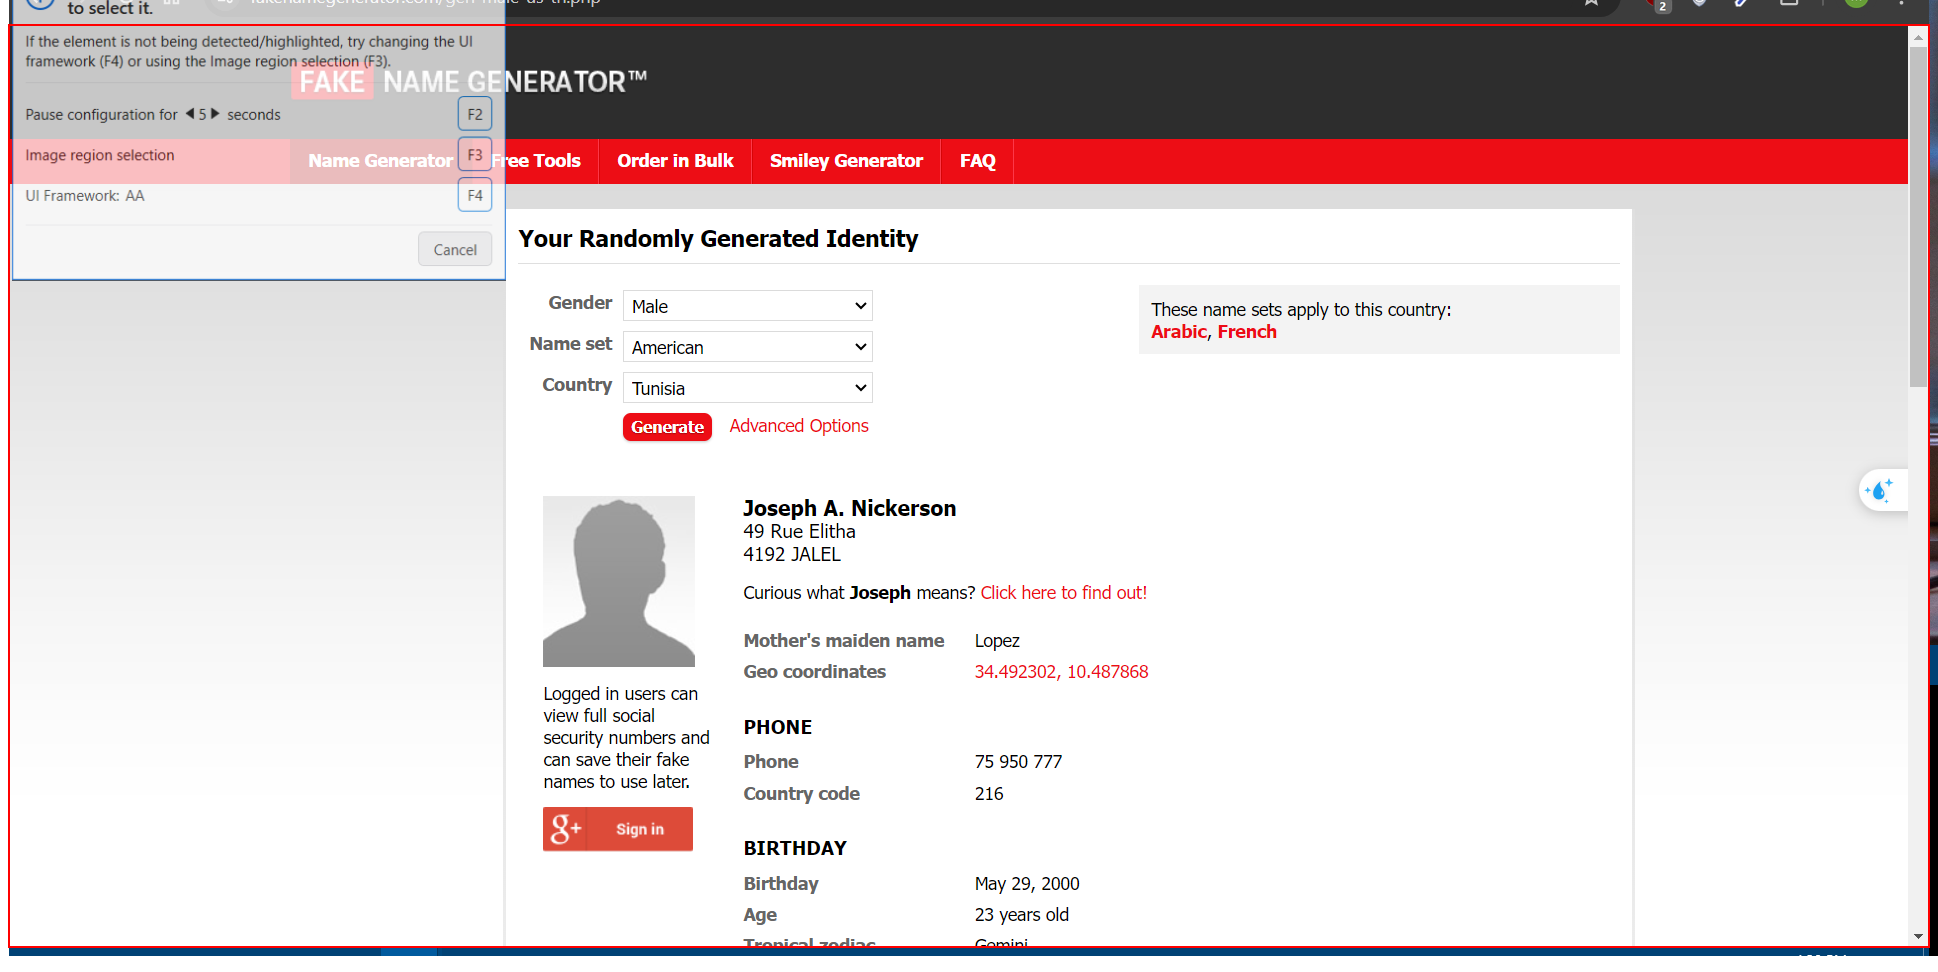 to select it.
fakenamegenerator.com/gen-male-us-tn.php
2
If the element is not being detected/highlighted, try changing the UI
framework (F4) or using the Image region selection (F3).
FAKE NAME GENERATOR™
Pause configuration for 5 seconds F2
Image region selection F3
UI Framework: AA F4
Cancel
Name Generator Free Tools Order in Bulk Smiley Generator FAQ
Your Randomly Generated Identity
Gender Male
Name set American
Country Tunisia
Generate Advanced Options
These name sets apply to this country:
Arabic, French
Joseph A. Nickerson
49 Rue Elitha
4192 JALEL
Curious what Joseph means? Click here to find out!
Mother's maiden name Lopez
Geo coordinates 34.492302, 10.487868
Logged in users can
view full social
security numbers and
can save their fake
names to use later.
g+ Sign in
PHONE
Phone 75 950 777
Country code 216
BIRTHDAY
Birthday May 29, 2000
Age 23 years old
Tropical zodiac Gemini